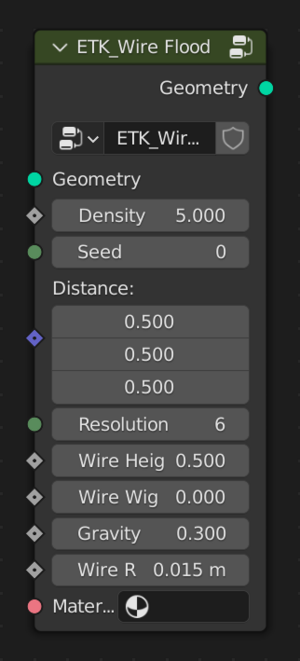 ETK_Wire Flood
Geometry
ETK_Wir...
Geometry
Density 5.000
Seed 0
Distance:
0.500
0.500
0.500
Resolution 6
Wire Heig 0.500
Wire Wig 0.000
Gravity 0.300
Wire R 0.015 m
Mater...